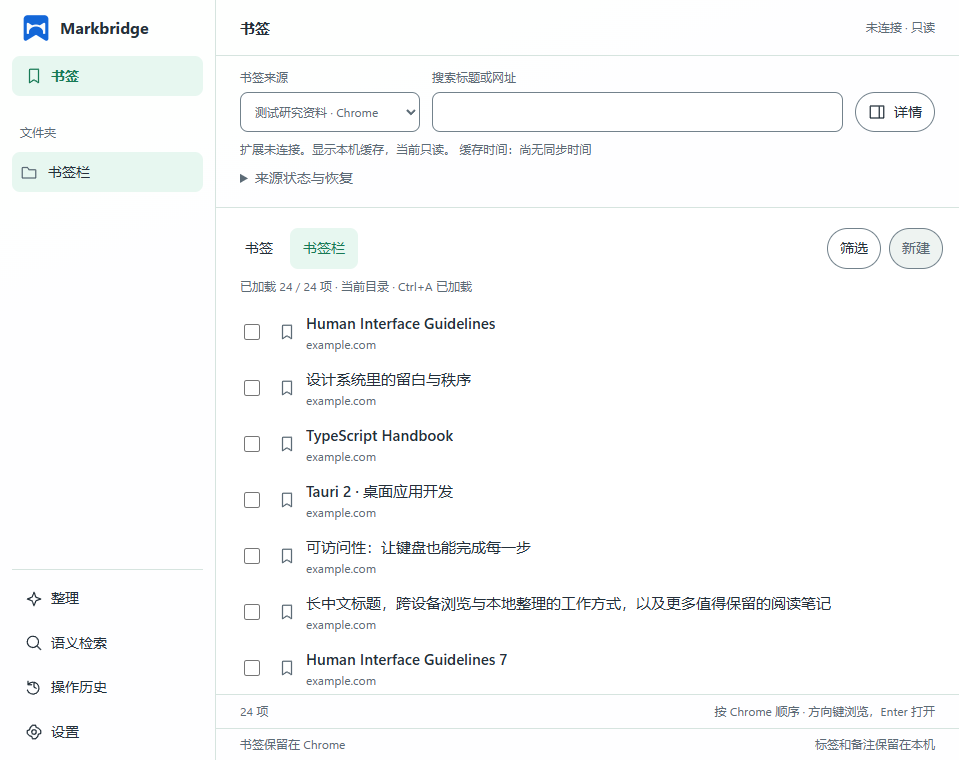 Markbridge
书签
文件夹
书签栏
整理
语义检索
操作历史
设置
书签
未连接 · 只读
书签来源
搜索标题或网址
测试研究资料 · Chrome
详情
扩展未连接。显示本机缓存，当前只读。 缓存时间：尚无同步时间
来源状态与恢复
书签
书签栏
筛选
新建
已加载 24 / 24 项 · 当前目录 · Ctrl+A 已加载
Human Interface Guidelines
example.com
设计系统里的留白与秩序
example.com
TypeScript Handbook
example.com
Tauri 2 · 桌面应用开发
example.com
可访问性：让键盘也能完成每一步
example.com
长中文标题，跨设备浏览与本地整理的工作方式，以及更多值得保留的阅读笔记
example.com
Human Interface Guidelines 7
example.com
24 项
按 Chrome 顺序 · 方向键浏览，Enter 打开
书签保留在 Chrome
标签和备注保留在本机